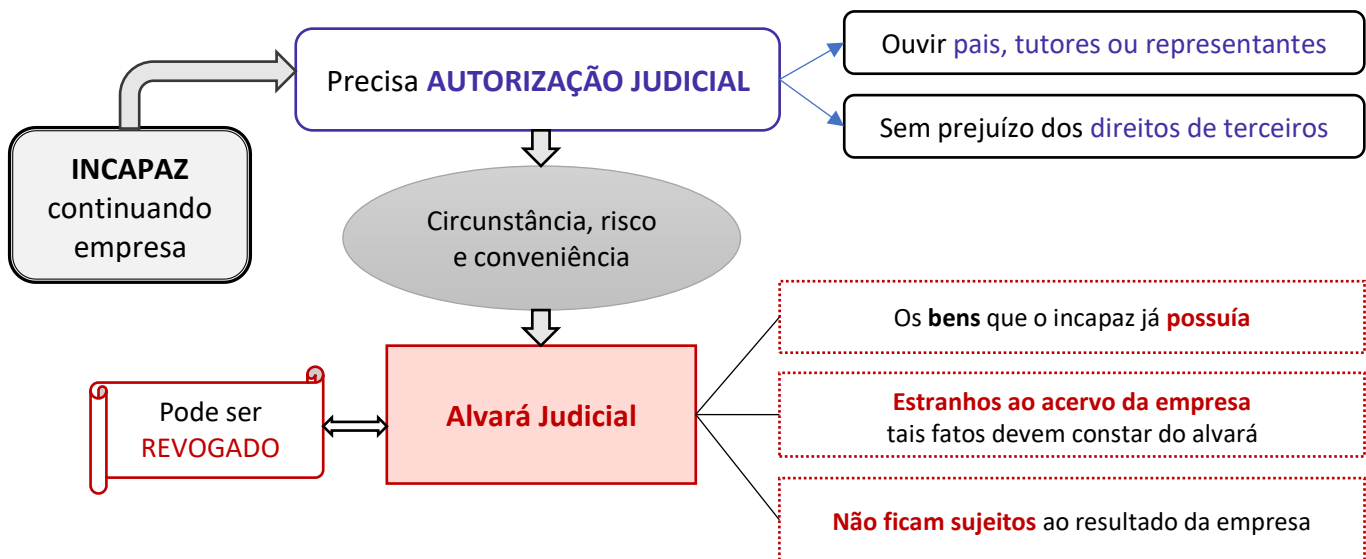 INCAPAZ
continuando
empresa
Precisa AUTORIZAÇÃO JUDICIAL
Ouvir pais, tutores ou representantes
Sem prejuízo dos direitos de terceiros
Circunstância, risco
e conveniência
Alvará Judicial
Pode ser
REVOGADO
Os bens que o incapaz já possuía
Estranhos ao acervo da empresa
tais fatos devem constar do alvará
Não ficam sujeitos ao resultado da empresa